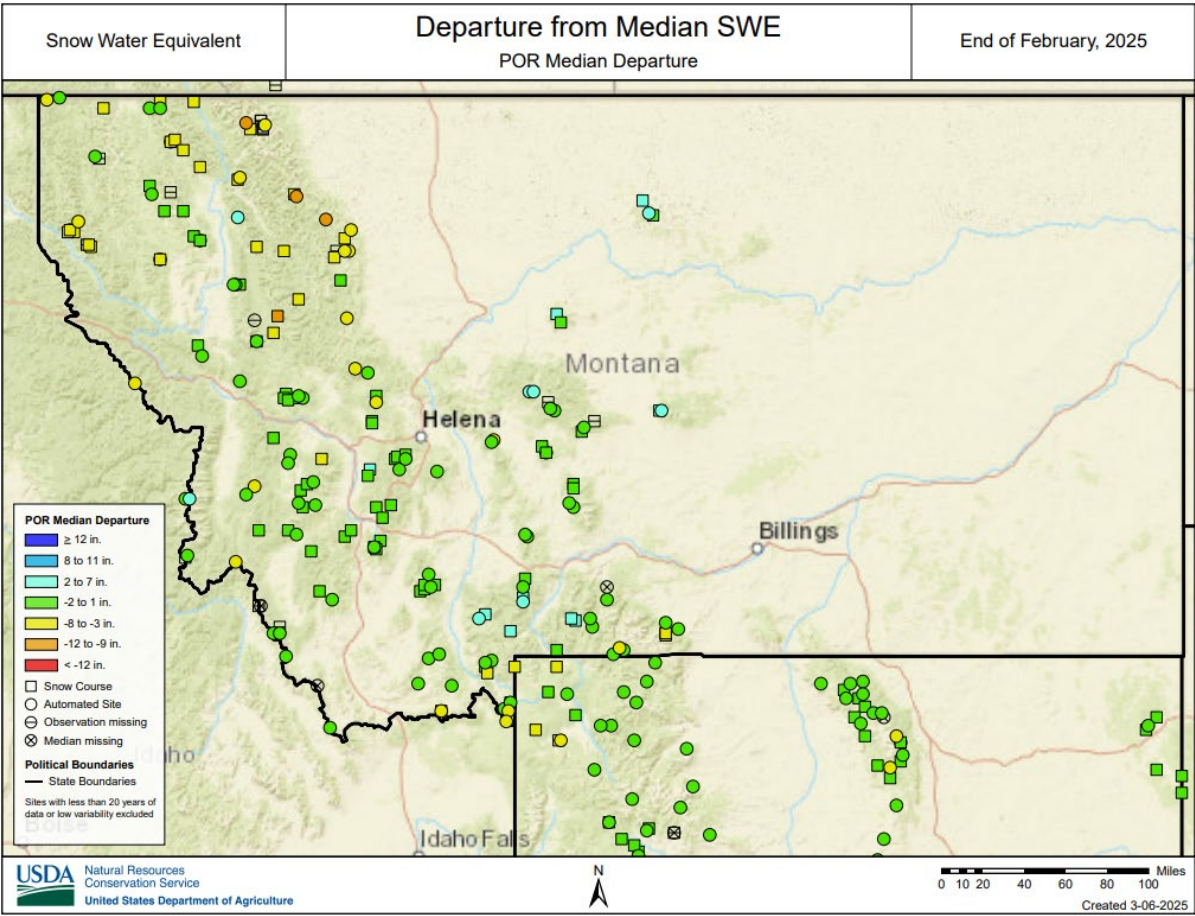 Snow Water Equivalent
Departure from Median SWE
POR Median Departure
End of February, 2025
Montana
Helena
Billings
POR Median Departure
≥ 12 in.
8 to 11 in.
2 to 7 in.
-2 to 1 in.
-8 to -3 in.
-12 to -9 in.
< -12 in.
Snow Course
Automated Site
Observation missing
Median missing
Political Boundaries
State Boundaries
Sites with less than 20 years of
data or low variability excluded
Idaho
Boise
Idaho Falls
USDA
Natural Resources
Conservation Service
United States Department of Agriculture
N
Miles
0 10 20 40 60 80 100
Created 3-06-2025